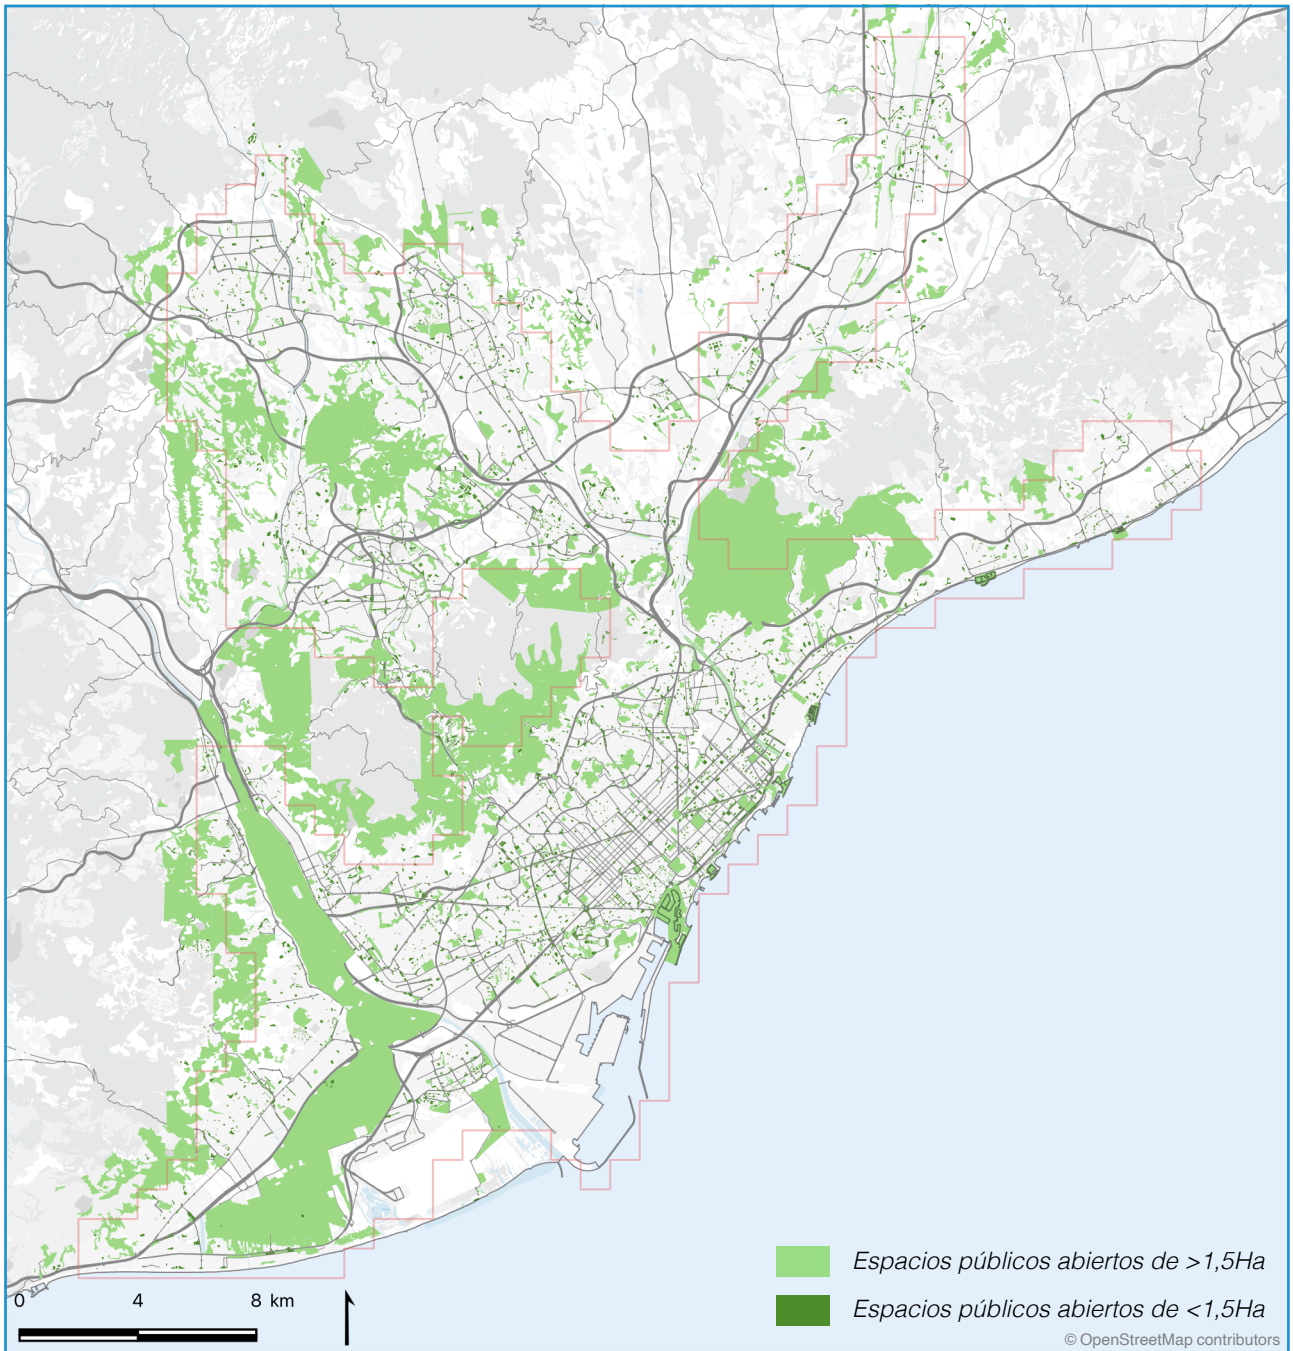 Espacios públicos abiertos de >1,5Ha
Espacios públicos abiertos de <1,5Ha
0 4 8 km
© OpenStreetMap contributors